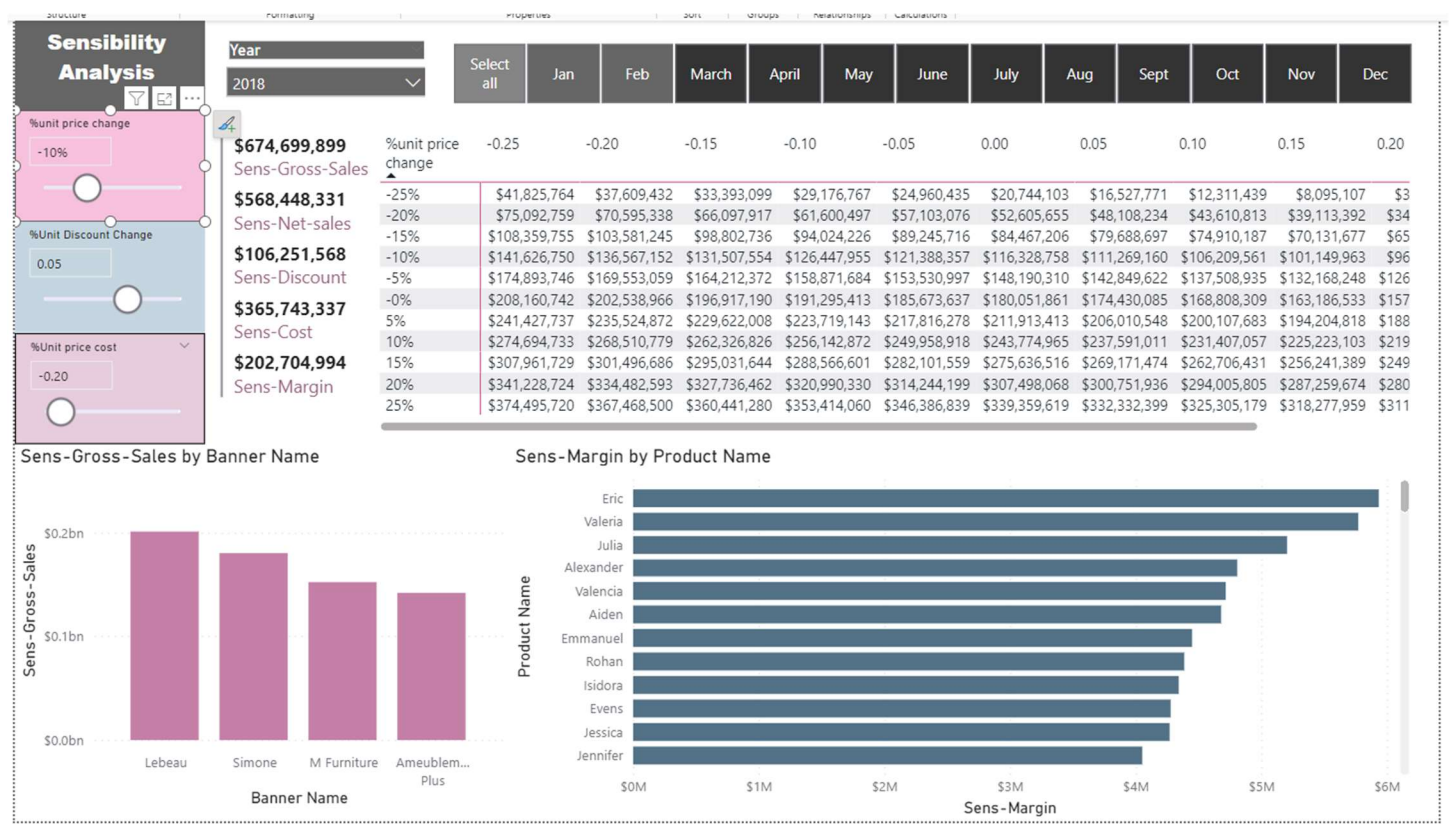 Structure Formatting Properties Sort Groups Relationships Calculations
Sensibility
Analysis
Year
2018
Select all Jan Feb March April May June July Aug Sept Oct Nov Dec
%unit price change
-10%
%Unit Discount Change
0.05
%Unit price cost
-0.20
$674,699,899
Sens-Gross-Sales
$568,448,331
Sens-Net-sales
$106,251,568
Sens-Discount
$365,743,337
Sens-Cost
$202,704,994
Sens-Margin
%unit price change -0.25 -0.20 -0.15 -0.10 -0.05 0.00 0.05 0.10 0.15 0.20
-25% $41,825,764 $37,609,432 $33,393,099 $29,176,767 $24,960,435 $20,744,103 $16,527,771 $12,311,439 $8,095,107 $3
-20% $75,092,759 $70,595,338 $66,097,917 $61,600,497 $57,103,076 $52,605,655 $48,108,234 $43,610,813 $39,113,392 $34
-15% $108,359,755 $103,581,245 $98,802,736 $94,024,226 $89,245,716 $84,467,206 $79,688,697 $74,910,187 $70,131,677 $65
-10% $141,626,750 $136,567,152 $131,507,554 $126,447,955 $121,388,357 $116,328,758 $111,269,160 $106,209,561 $101,149,963 $96
-5% $174,893,746 $169,553,059 $164,212,372 $158,871,684 $153,530,997 $148,190,310 $142,849,622 $137,508,935 $132,168,248 $126
-0% $208,160,742 $202,538,966 $196,917,190 $191,295,413 $185,673,637 $180,051,861 $174,430,085 $168,808,309 $163,186,533 $157
5% $241,427,737 $235,524,872 $229,622,008 $223,719,143 $217,816,278 $211,913,413 $206,010,548 $200,107,683 $194,204,818 $188
10% $274,694,733 $268,510,779 $262,326,826 $256,142,872 $249,958,918 $243,774,965 $237,591,011 $231,407,057 $225,223,103 $219
15% $307,961,729 $301,496,686 $295,031,644 $288,566,601 $282,101,559 $275,636,516 $269,171,474 $262,706,431 $256,241,389 $249
20% $341,228,724 $334,482,593 $327,736,462 $320,990,330 $314,244,199 $307,498,068 $300,751,936 $294,005,805 $287,259,674 $280
25% $374,495,720 $367,468,500 $360,441,280 $353,414,060 $346,386,839 $339,359,619 $332,332,399 $325,305,179 $318,277,959 $311
Sens-Gross-Sales by Banner Name
Sens-Gross-Sales
$0.2bn
$0.1bn
$0.0bn
Lebeau Simone M Furniture Ameublem... Plus
Banner Name
Sens-Margin by Product Name
Product Name
Eric
Valeria
Julia
Alexander
Valencia
Aiden
Emmanuel
Rohan
Isidora
Evens
Jessica
Jennifer
$0M $1M $2M $3M $4M $5M $6M
Sens-Margin